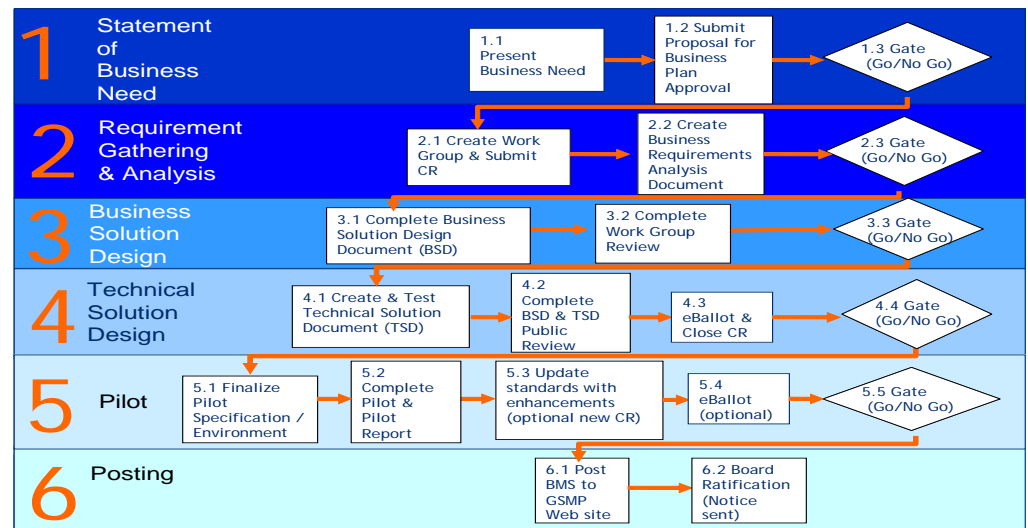 1
Statement
of
Business
Need
1.1
Present
Business Need
1.2 Submit
Proposal for
Business
Plan
Approval
1.3 Gate
(Go/No Go)
2
Requirement
Gathering
& Analysis
2.1 Create Work
Group & Submit
CR
2.2 Create
Business
Requirements
Analysis
Document
2.3 Gate
(Go/No Go)
3
Business
Solution
Design
3.1 Complete Business
Solution Design
Document (BSD)
3.2 Complete
Work Group
Review
3.3 Gate
(Go/No Go)
4
Technical
Solution
Design
4.1 Create & Test
Technical Solution
Document (TSD)
4.2
Complete
BSD & TSD
Public
Review
4.3
eBallot &
Close CR
4.4 Gate
(Go/No Go)
5
Pilot
5.1 Finalize
Pilot
Specification /
Environment
5.2
Complete
Pilot &
Pilot
Report
5.3 Update
standards with
enhancements
(optional new CR)
5.4
eBallot
(optional)
5.5 Gate
(Go/No Go)
6
Posting
6.1 Post
BMS to
GSMP
Web site
6.2 Board
Ratification
(Notice
sent)